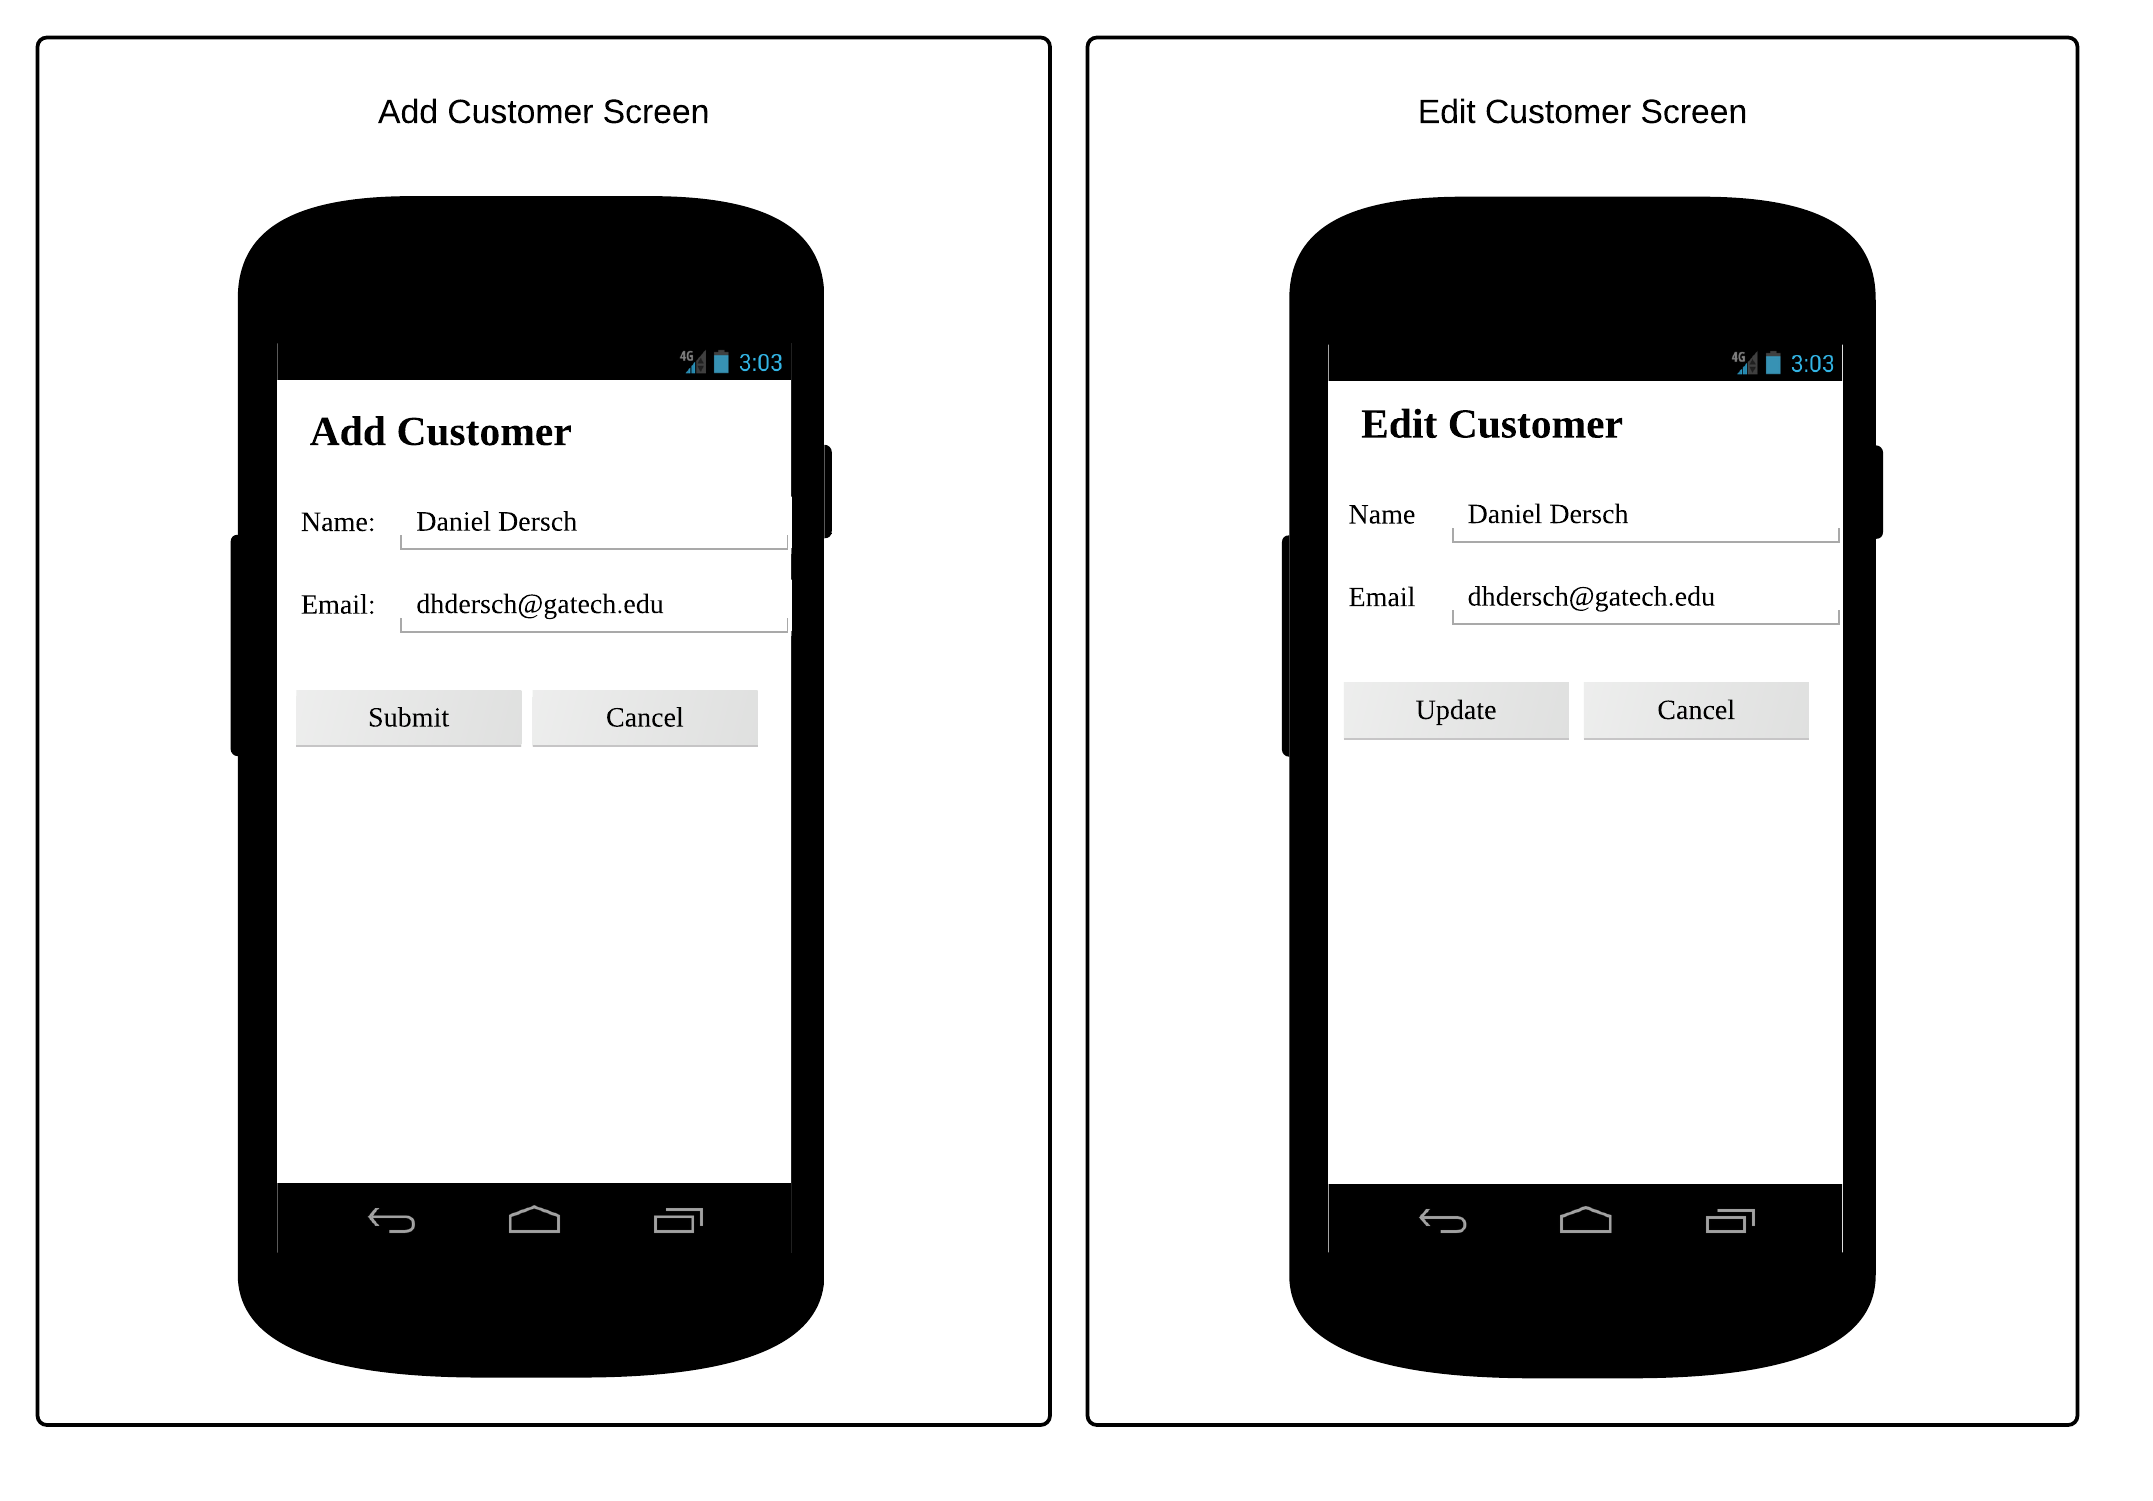 Add Customer Screen
4G 3:03
Add Customer
Name: Daniel Dersch
Email: dhdersch@gatech.edu
Submit Cancel
Edit Customer Screen
4G 3:03
Edit Customer
Name Daniel Dersch
Email dhdersch@gatech.edu
Update Cancel